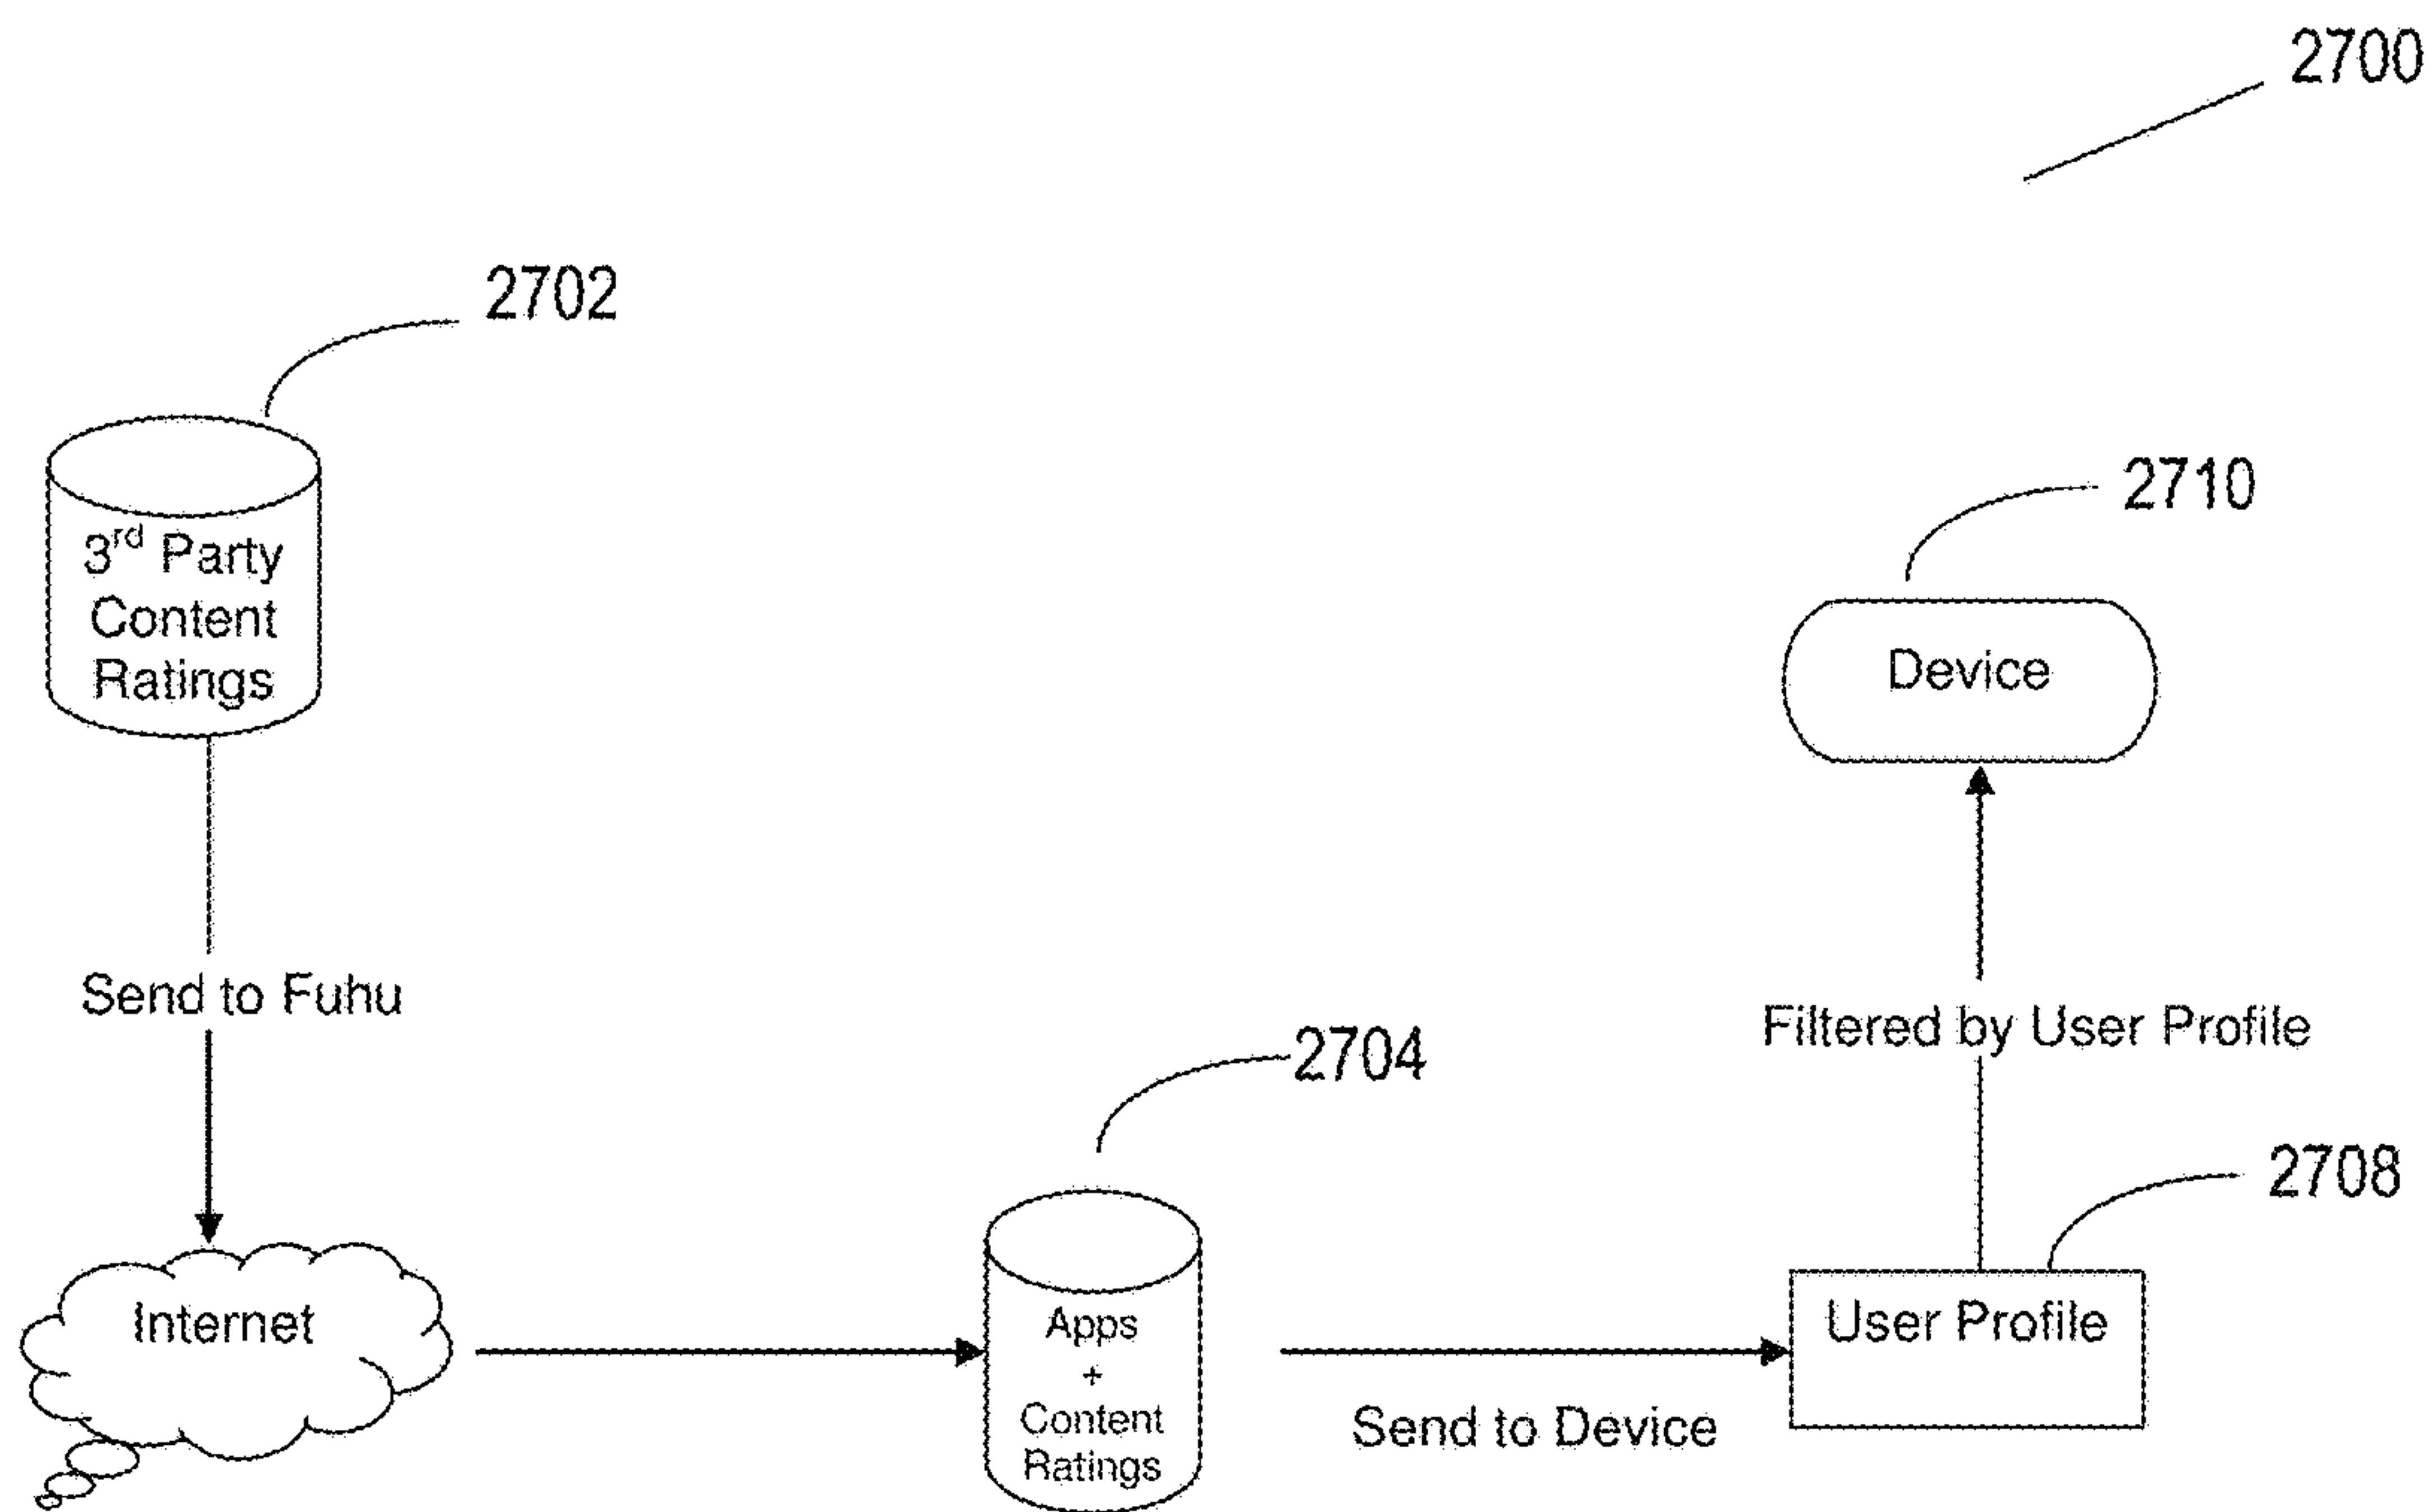 2700
2702
3rd Party
Content
Ratings
2710
Device
Send to Fuhu
Filtered by User Profile
2704
2708
Internet
Apps
+
Content
Ratings
User Profile
Send to Device